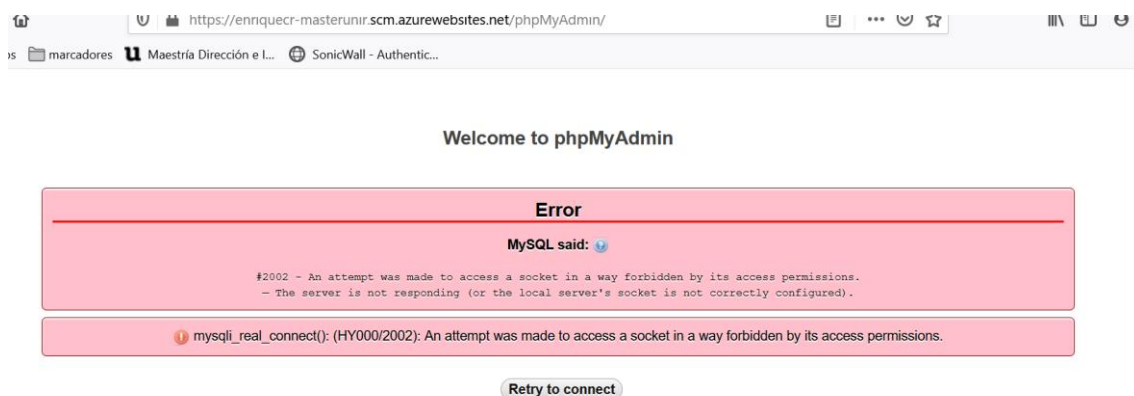 https://enriquecr-masterunir.scm.azurewebsites.net/phpMyAdmin/
os marcadores Maestría Dirección e I... SonicWall - Authentic...
Welcome to phpMyAdmin
Error
MySQL said:
#2002 - An attempt was made to access a socket in a way forbidden by its access permissions.
— The server is not responding (or the local server's socket is not correctly configured).
mysqli_real_connect(): (HY000/2002): An attempt was made to access a socket in a way forbidden by its access permissions.
Retry to connect